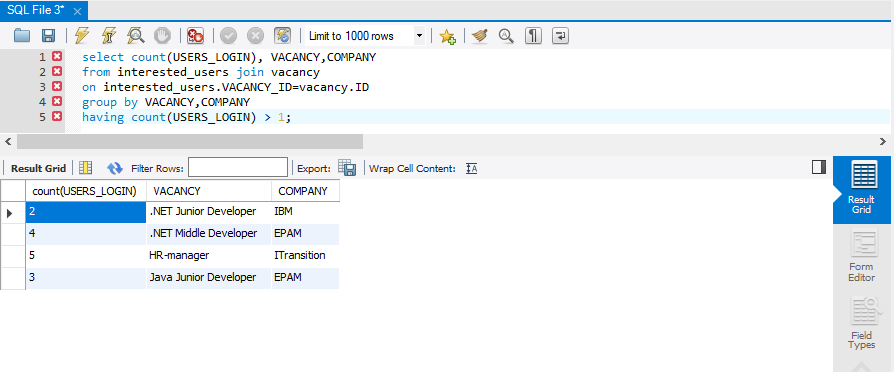 SQL File 3*
Limit to 1000 rows
1 select count(USERS_LOGIN), VACANCY,COMPANY
2 from interested_users join vacancy
3 on interested_users.VACANCY_ID=vacancy.ID
4 group by VACANCY,COMPANY
5 having count(USERS_LOGIN) > 1;
Result Grid Filter Rows: Export: Wrap Cell Content:
count(USERS_LOGIN) VACANCY COMPANY
2 .NET Junior Developer IBM
4 .NET Middle Developer EPAM
5 HR-manager ITransition
3 Java Junior Developer EPAM
Result
Grid
Form
Editor
Field
Types